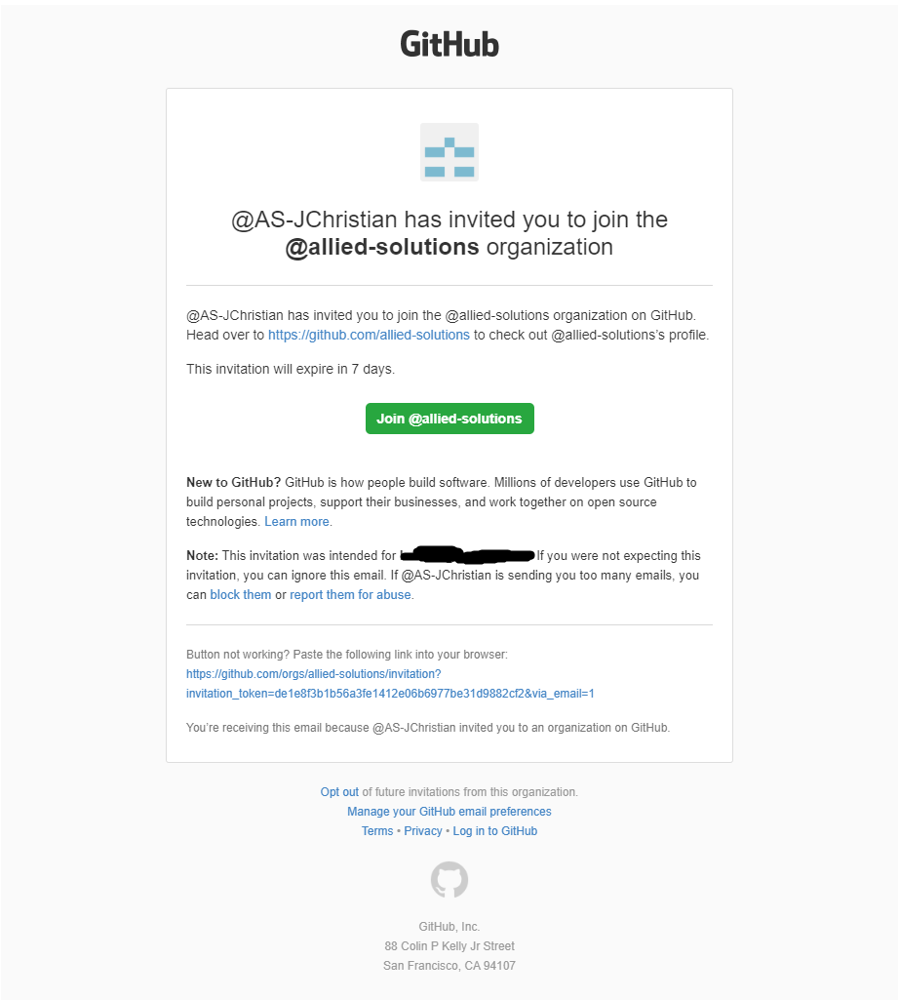 GitHub
@AS-JChristian has invited you to join the
@allied-solutions organization
@AS-JChristian has invited you to join the @allied-solutions organization on GitHub.
Head over to https://github.com/allied-solutions to check out @allied-solutions’s profile.
This invitation will expire in 7 days.
Join @allied-solutions
New to GitHub? GitHub is how people build software. Millions of developers use GitHub to
build personal projects, support their businesses, and work together on open source
technologies. Learn more.
Note: This invitation was intended for If you were not expecting this
invitation, you can ignore this email. If @AS-JChristian is sending you too many emails, you
can block them or report them for abuse.
Button not working? Paste the following link into your browser:
https://github.com/orgs/allied-solutions/invitation?
invitation_token=de1e8f3b1b56a3fe1412e06b6977be31d9882cf2&via_email=1
You’re receiving this email because @AS-JChristian invited you to an organization on GitHub.
Opt out of future invitations from this organization.
Manage your GitHub email preferences
Terms • Privacy • Log in to GitHub
GitHub, Inc.
88 Colin P Kelly Jr Street
San Francisco, CA 94107